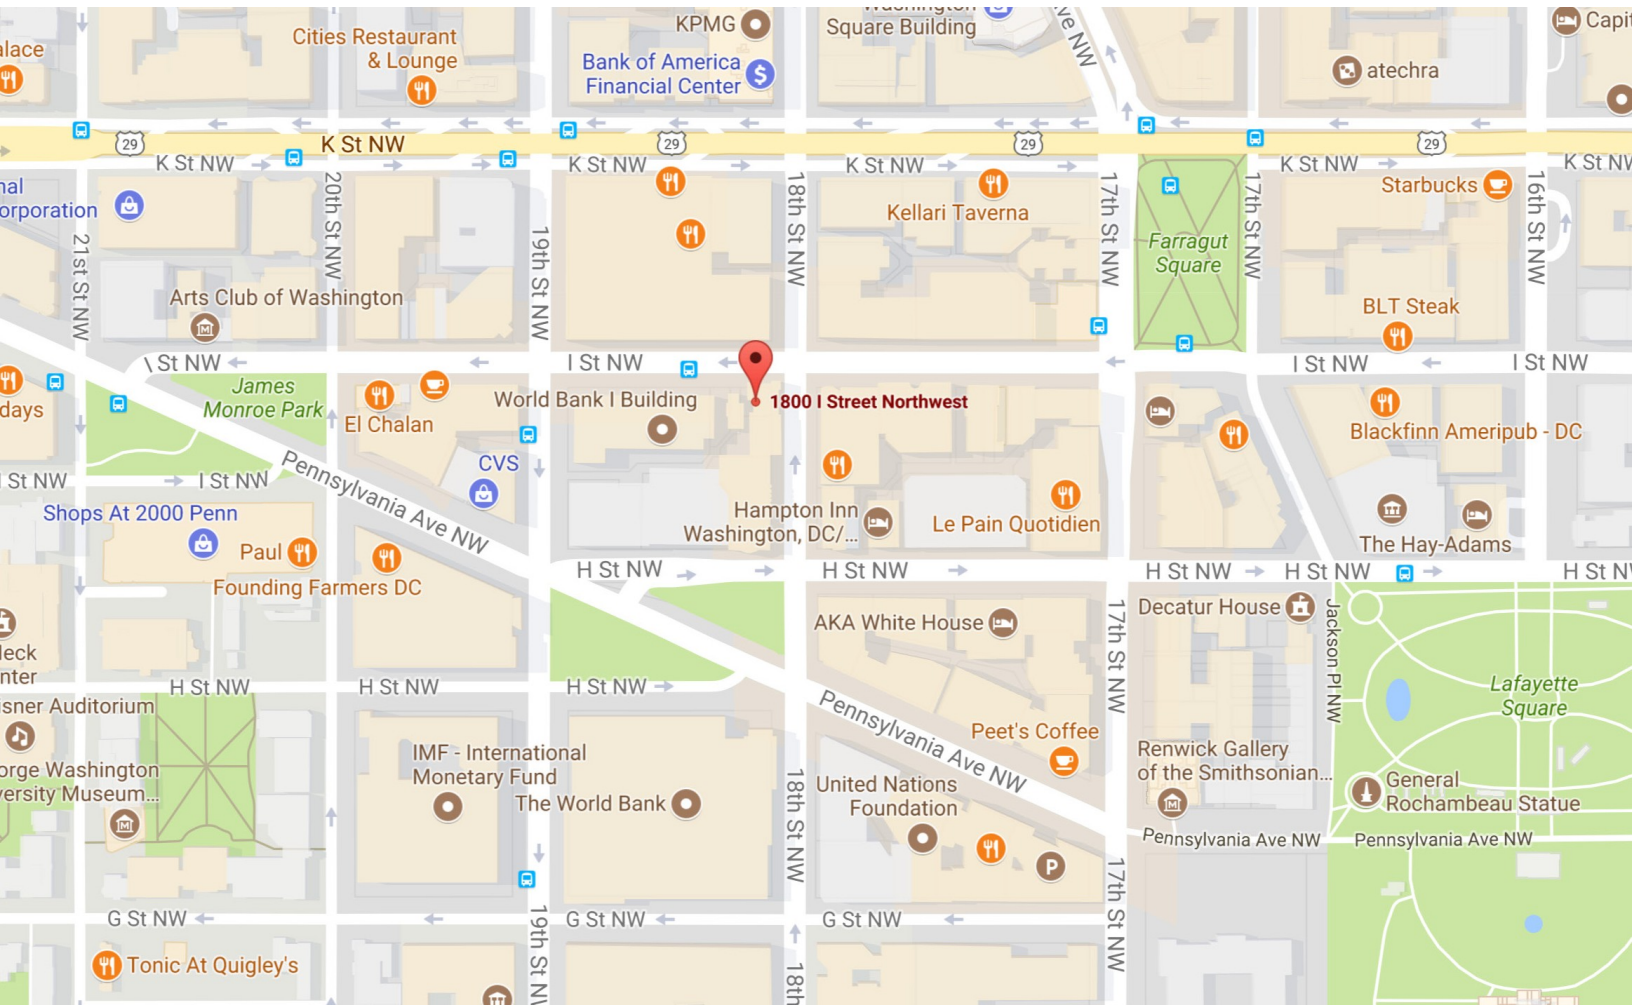 Washington
Square Building
KPMG
Ve NW
Capit
alace
Cities Restaurant
& Lounge
Bank of America
Financial Center
$
atechra
29
K St NW
29
29
29
K St NW
K St NW
K St NW
K St NW
K St NW
nal
orporation
21st St NW
20th St NW
19th St NW
18th St NW
17th St NW
17th St NW
16th St NW
Kellari Taverna
Starbucks
Farragut
Square
Arts Club of Washington
BLT Steak
I St NW
I St NW
I St NW
I St NW
James
Monroe Park
days
El Chalan
World Bank I Building
1800 I Street Northwest
Blackfinn Ameripub - DC
CVS
Pennsylvania Ave NW
I St NW
I St NW
Shops At 2000 Penn
Hampton Inn
Washington, DC/...
Le Pain Quotidien
The Hay-Adams
Paul
Founding Farmers DC
H St NW
H St NW
H St NW
H St NW
H St NW
Decatur House
AKA White House
17th St NW
Jackson Pl NW
leck
nter
H St NW
H St NW
H St NW
isner Auditorium
Lafayette
Square
Pennsylvania Ave NW
Peet's Coffee
IMF - International
Monetary Fund
The World Bank
orge Washington
versity Museum...
18th St NW
United Nations
Foundation
P
Renwick Gallery
of the Smithsonian...
General
Rochambeau Statue
Pennsylvania Ave NW
Pennsylvania Ave NW
17th St NW
G St NW
G St NW
G St NW
19th St NW
18th
Tonic At Quigley's